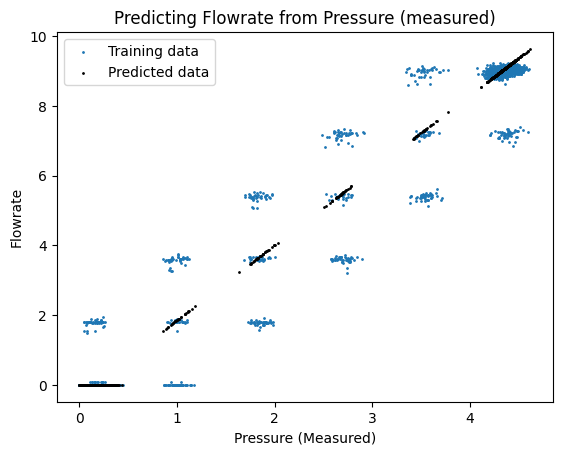 Predicting Flowrate from Pressure (measured)
Training data
Predicted data
10
8
6
4
2
0
Flowrate
0 1 2 3 4
Pressure (Measured)